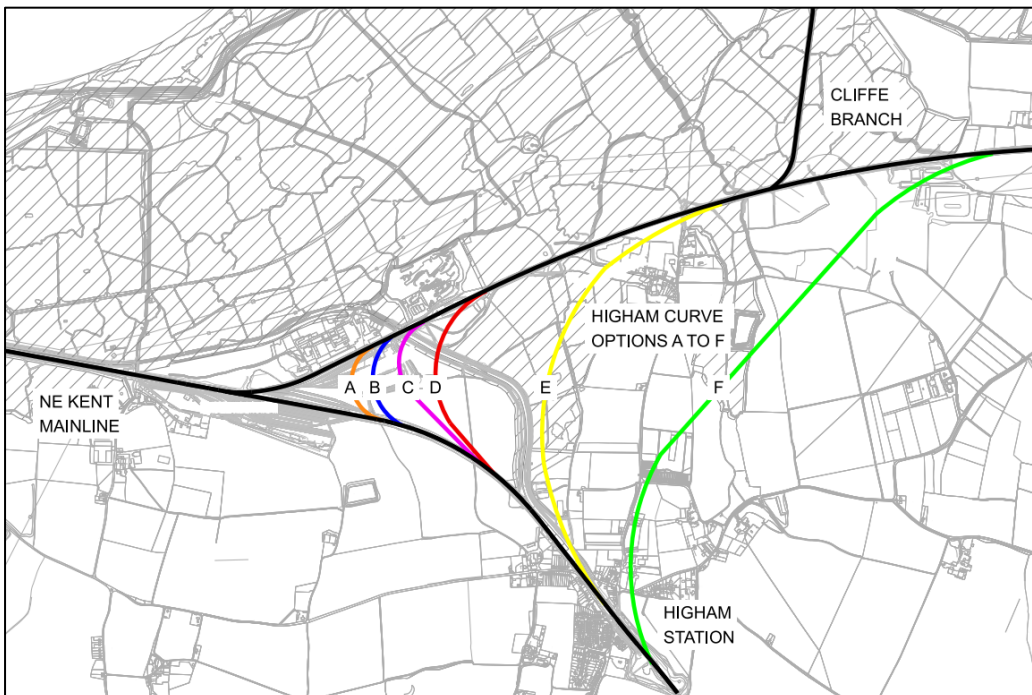 CLIFFE
BRANCH
HIGHAM CURVE
OPTIONS A TO F
A B C D E F
NE KENT
MAINLINE
HIGHAM
STATION